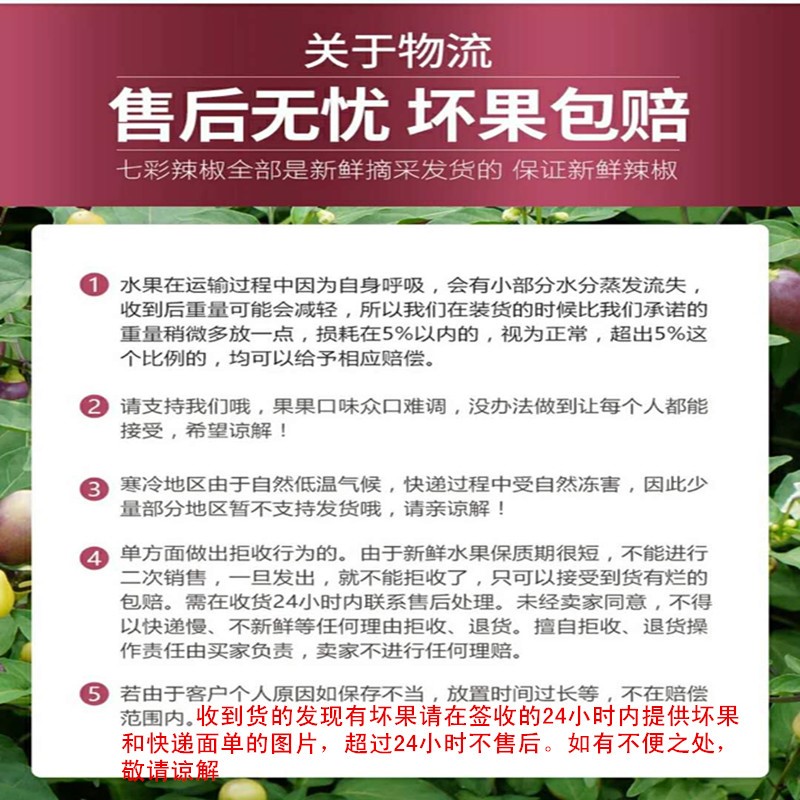 关于物流
售后无忧 坏果包赔
七彩辣椒全部是新鲜摘采发货的 保证新鲜辣椒
1 水果在运输过程中因为自身呼吸，会有小部分水分蒸发流失，
收到后重量可能会减轻，所以我们在装货的时候比我们承诺的
重量稍微多放一点，损耗在5%以内的，视为正常，超出5%这
个比例的，均可以给予相应赔偿。
2 请支持我们哦，果果口味众口难调，没办法做到让每个人都能
接受，希望谅解！
3 寒冷地区由于自然低温气候，快递过程中受自然冻害，因此少
量部分地区暂不支持发货哦，请亲谅解！
4 单方面做出拒收行为的。由于新鲜水果保质期很短，不能进行
二次销售，一旦发出，就不能拒收了，只可以接受到货有烂的
包赔。需在收货24小时内联系售后处理。未经卖家同意，不得
以快递慢、不新鲜等任何理由拒收、退货。擅自拒收、退货操
作责任由买家负责，卖家不进行任何理赔。
5 若由于客户个人原因如保存不当，放置时间过长等，不在赔偿
范围内。收到货的发现有坏果请在签收的24小时内提供坏果
和快递面单的图片，超过24小时不售后。如有不便之处，
敬请谅解